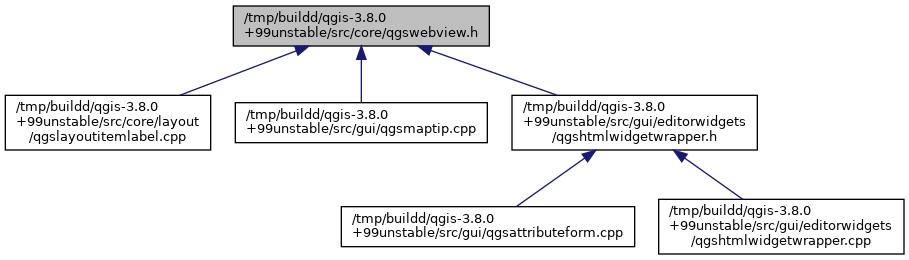 /tmp/buildd/qgis-3.8.0
+99unstable/src/core/qgswebview.h
/tmp/buildd/qgis-3.8.0
+99unstable/src/core/layout
/qgslayoutitemlabel.cpp
/tmp/buildd/qgis-3.8.0
+99unstable/src/gui/qgsmaptip.cpp
/tmp/buildd/qgis-3.8.0
+99unstable/src/gui/editorwidgets
/qgshtmlwidgetwrapper.h
/tmp/buildd/qgis-3.8.0
+99unstable/src/gui/qgsattributeform.cpp
/tmp/buildd/qgis-3.8.0
+99unstable/src/gui/editorwidgets
/qgshtmlwidgetwrapper.cpp